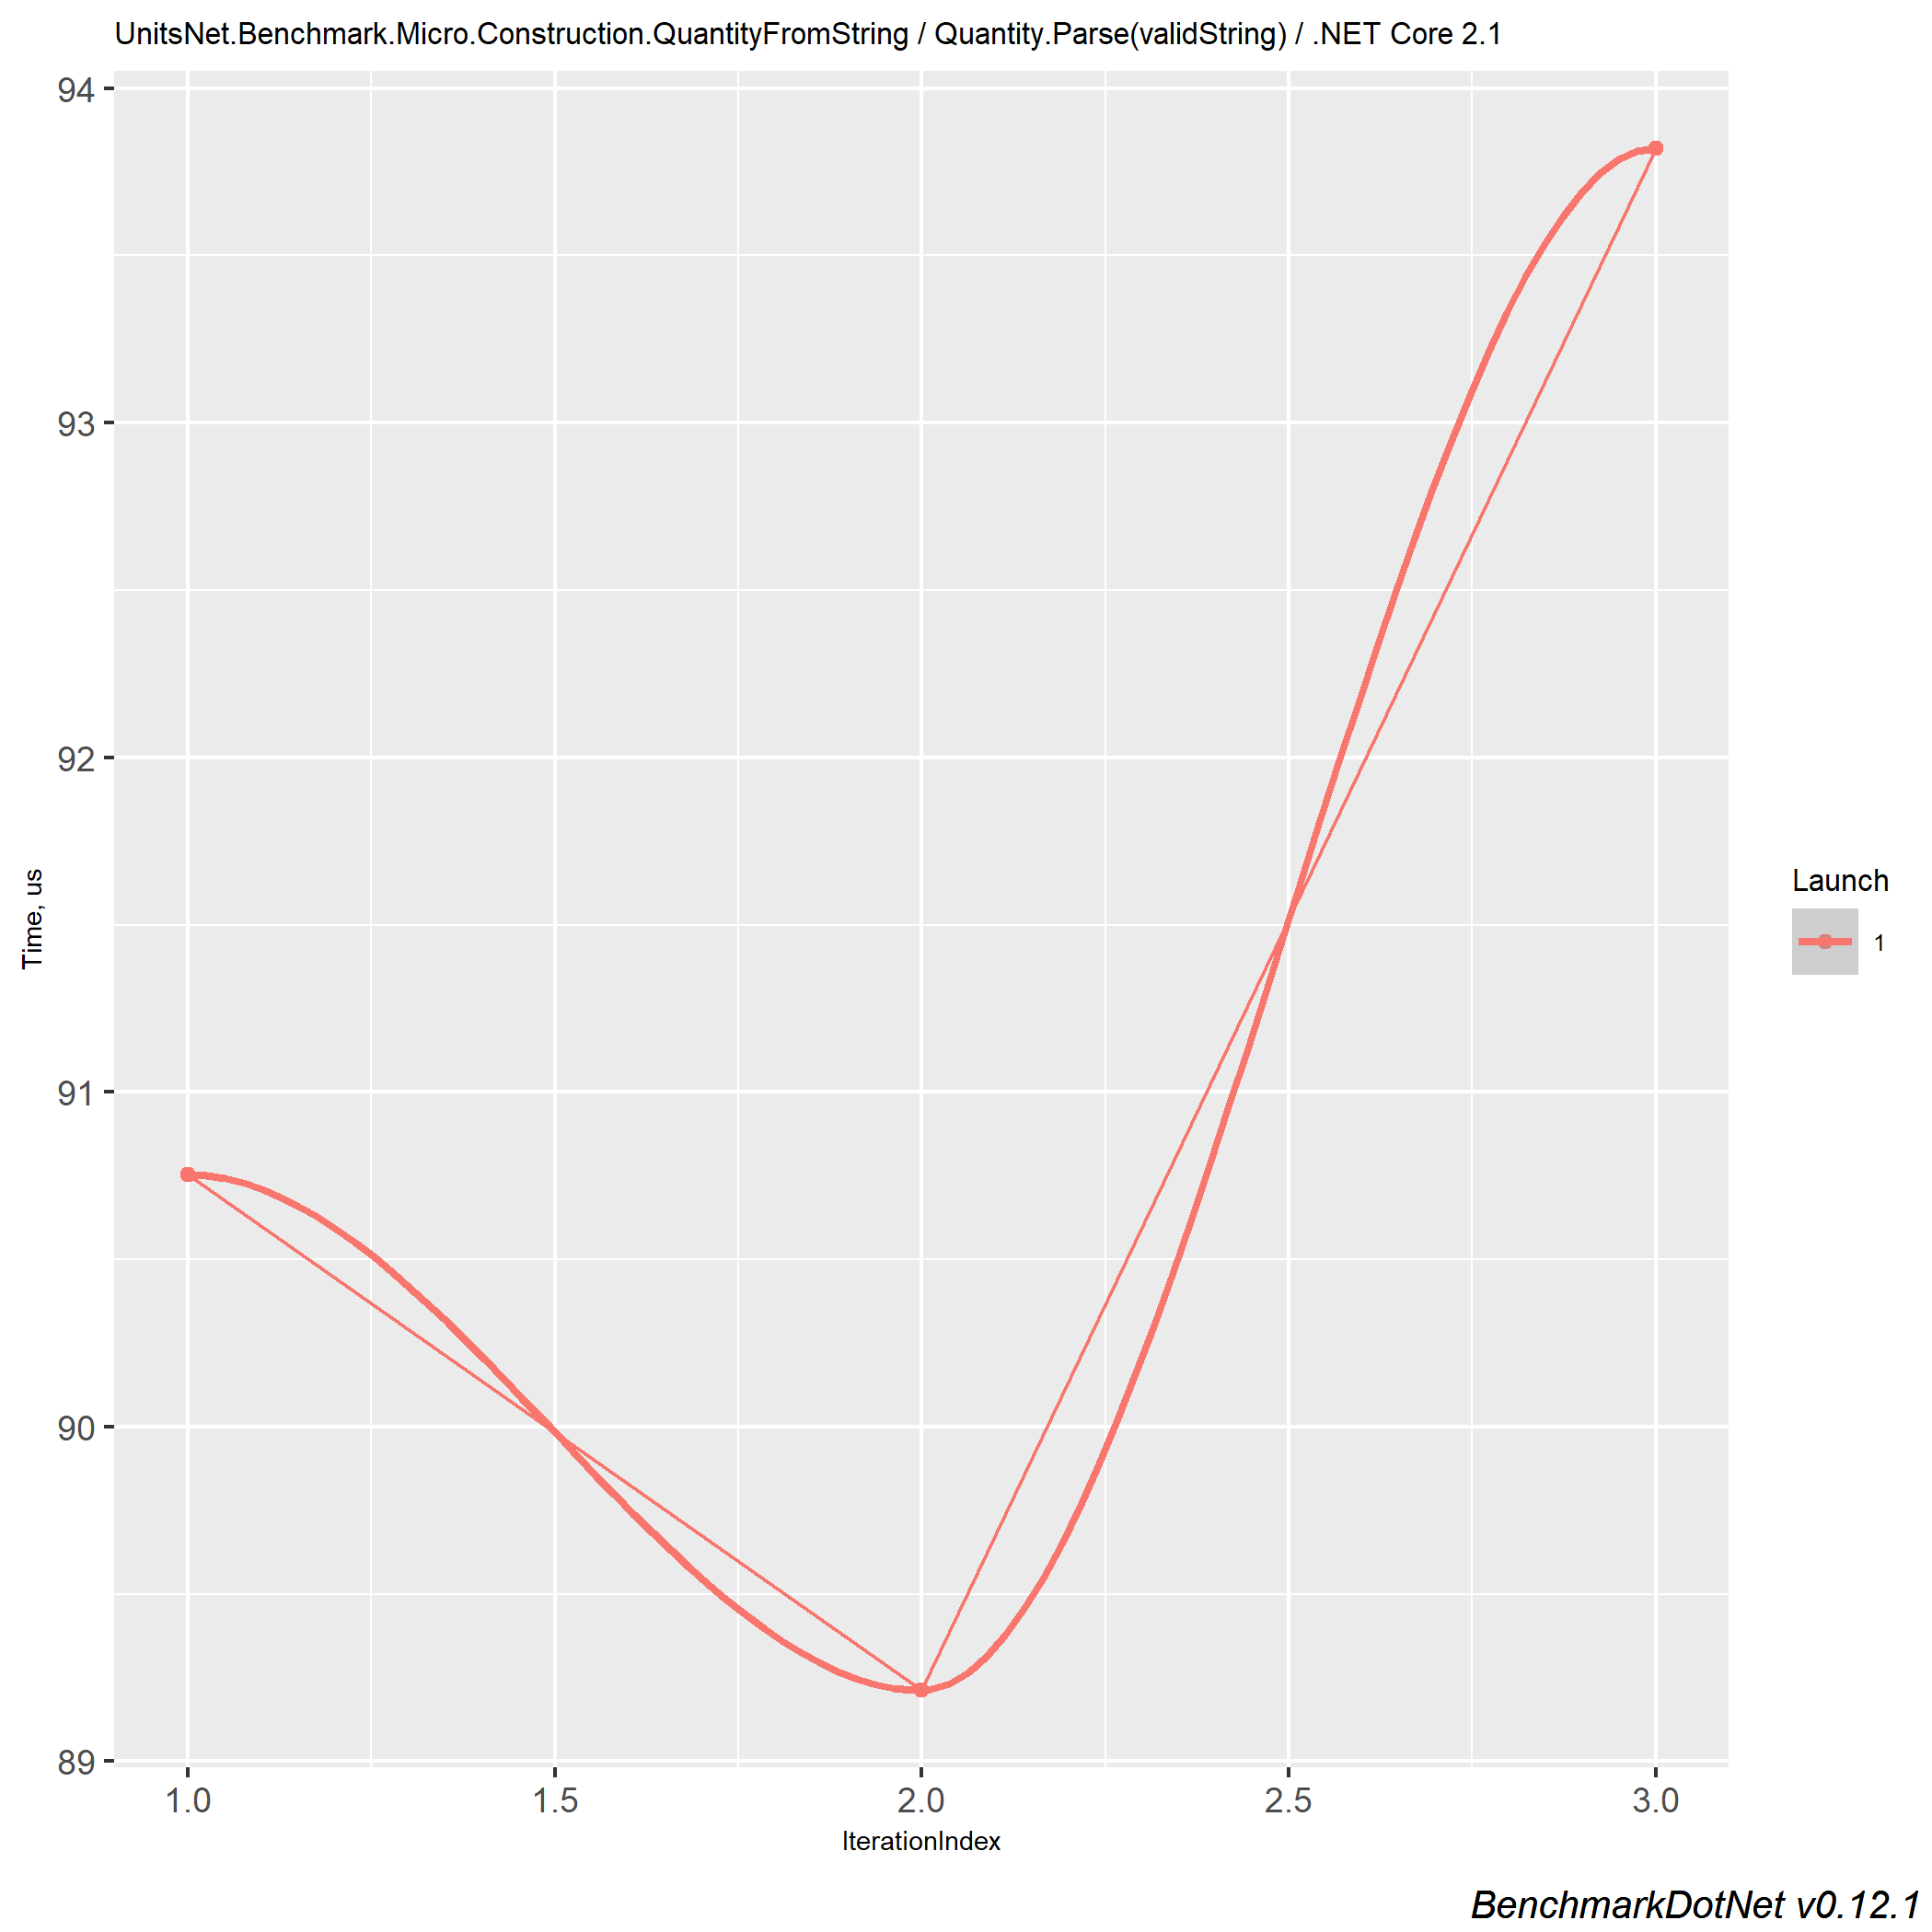 UnitsNet.Benchmark.Micro.Construction.QuantityFromString / Quantity.Parse(validString) / .NET Core 2.1
94
93
92
91
90
89
Time, us
1.0 1.5 2.0 2.5 3.0
IterationIndex
Launch
1
BenchmarkDotNet v0.12.1